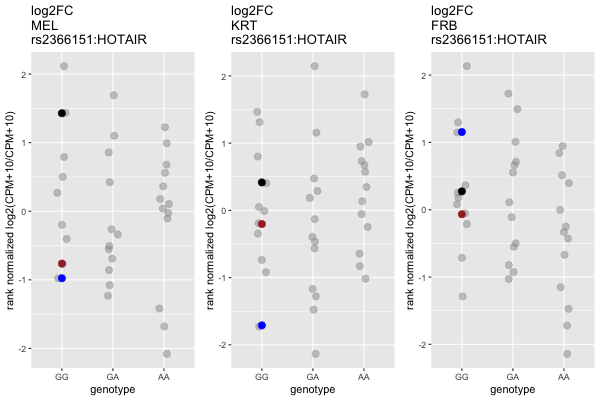 log2FC
MEL
rs2366151:HOTAIR
rank normalized log2(CPM+10/CPM+10)
2
1
0
-1
-2
GG GA AA
genotype
log2FC
KRT
rs2366151:HOTAIR
rank normalized log2(CPM+10/CPM+10)
2
1
0
-1
-2
GG GA AA
genotype
log2FC
FRB
rs2366151:HOTAIR
rank normalized log2(CPM+10/CPM+10)
2
1
0
-1
-2
GG GA AA
genotype